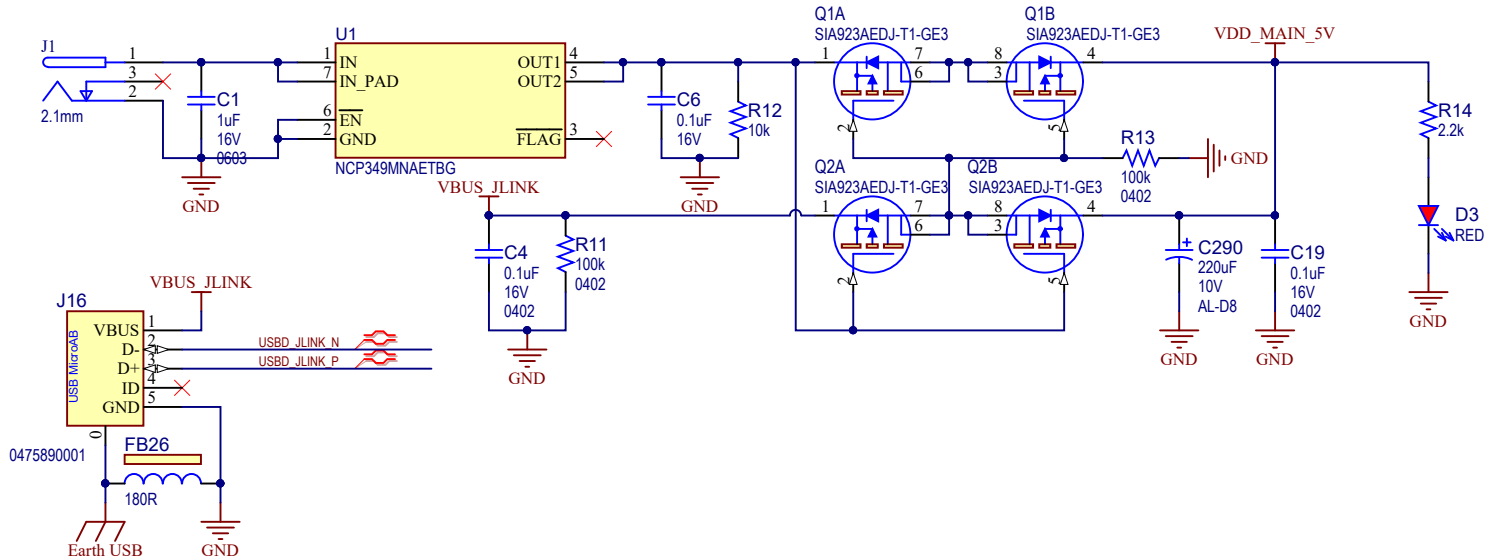 J1
1
3
2
2.1mm
C1
1uF
16V
0603
GND
U1
1 IN
7 IN_PAD
6 EN
2 GND
OUT1 4
OUT2 5
FLAG 3
NCP349MNAETBG
C6
0.1uF
16V
R12
10k
GND
Q1A
SIA923AEDJ-T1-GE3
1
7
6
2
Q1B
SIA923AEDJ-T1-GE3
8
3
4
5
VDD_MAIN_5V
R14
2.2k
D3
RED
GND
R13
100k
0402
GND
VBUS_JLINK
C4
0.1uF
16V
0402
R11
100k
0402
GND
Q2A
SIA923AEDJ-T1-GE3
1
7
6
2
Q2B
SIA923AEDJ-T1-GE3
8
3
4
5
+
C290
220uF
10V
AL-D8
GND
C19
0.1uF
16V
0402
GND
VBUS_JLINK
J16
USB MicroAB
VBUS 1
D- 2
D+ 3
ID 4
GND 5
0
USBD_JLINK_N
USBD_JLINK_P
0475890001
FB26
180R
Earth USB
GND